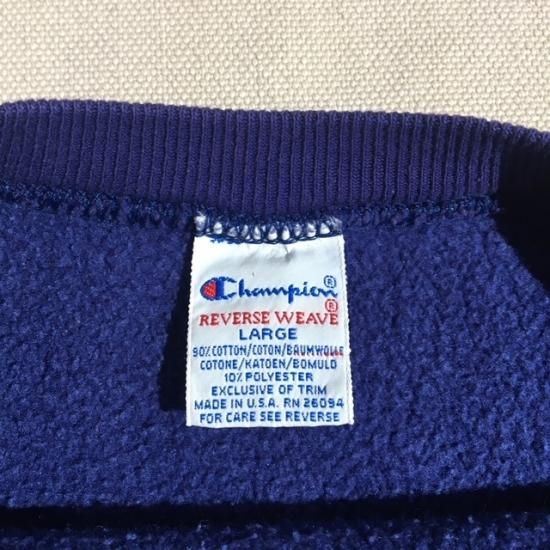 Champion®
REVERSE WEAVE®
LARGE
90% COTTON/COTON/BAUMWOLLE
COTONE/KATOEN/BOMULD
10% POLYESTER
EXCLUSIVE OF TRIM
MADE IN U.S.A. RN 26094
FOR CARE SEE REVERSE